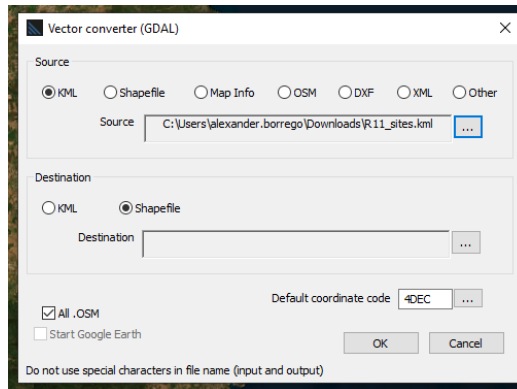 Vector converter (GDAL)
Source
KML Shapefile Map Info OSM DXF XML Other
Source C:\Users\alexander.borrego\Downloads\R11_sites.kml ...
Destination
KML Shapefile
Destination ...
Default coordinate code 4DEC ...
All .OSM
Start Google Earth
OK Cancel
Do not use special characters in file name (input and output)